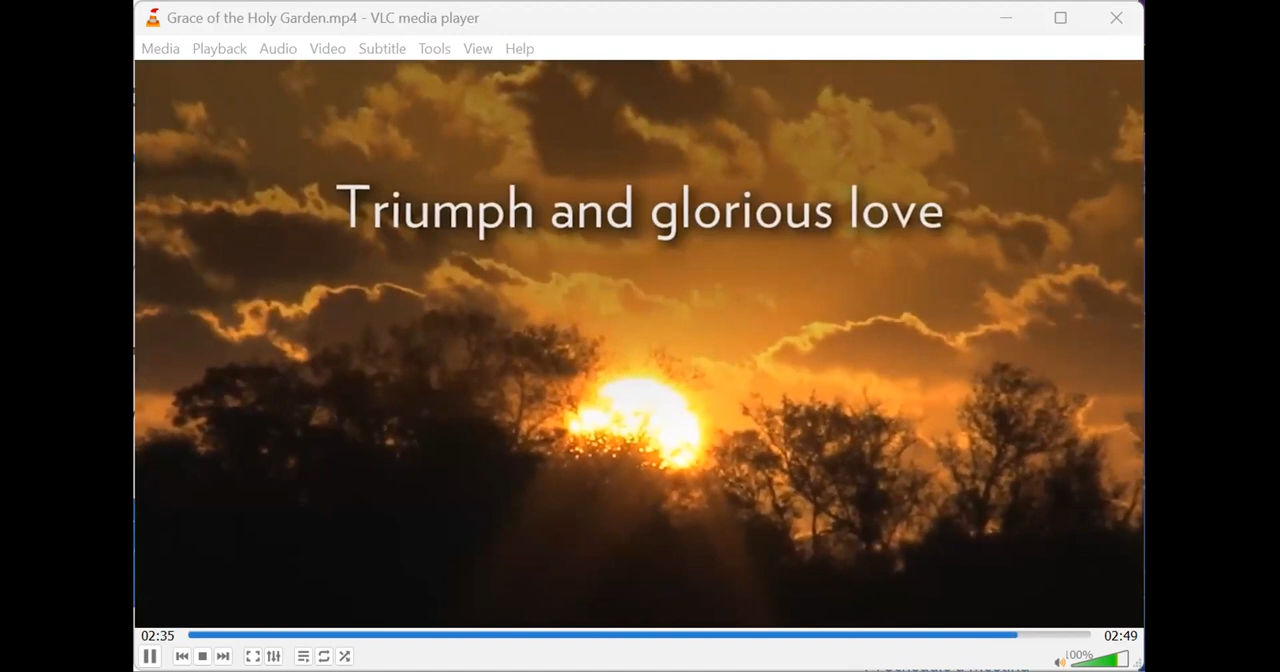 Grace of the Holy Garden.mp4 - VLC media player
Media Playback Audio Video Subtitle Tools View Help
Triumph and glorious love
02:35 02:49
100%